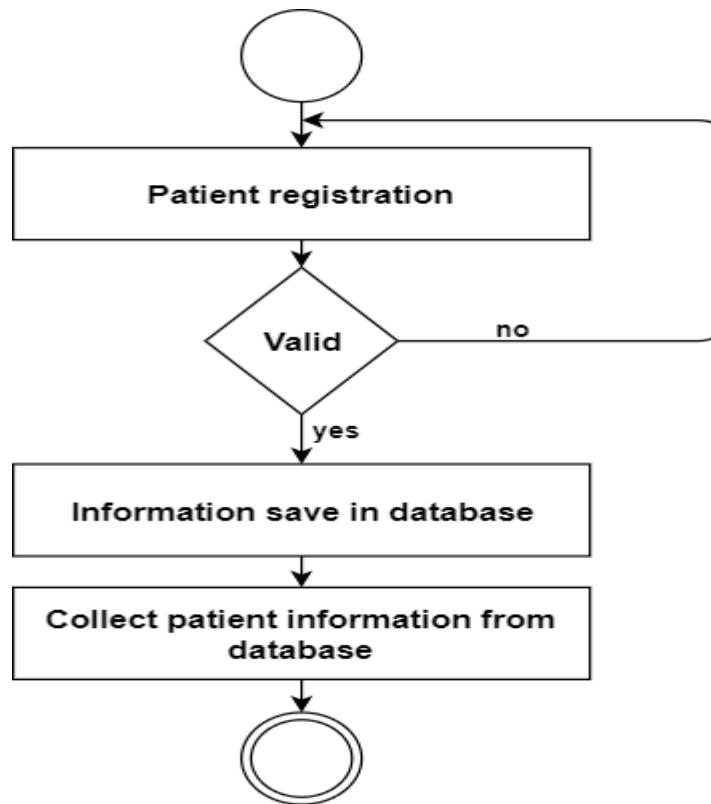 Patient registration
Valid
no
yes
Information save in database
Collect patient information from
database